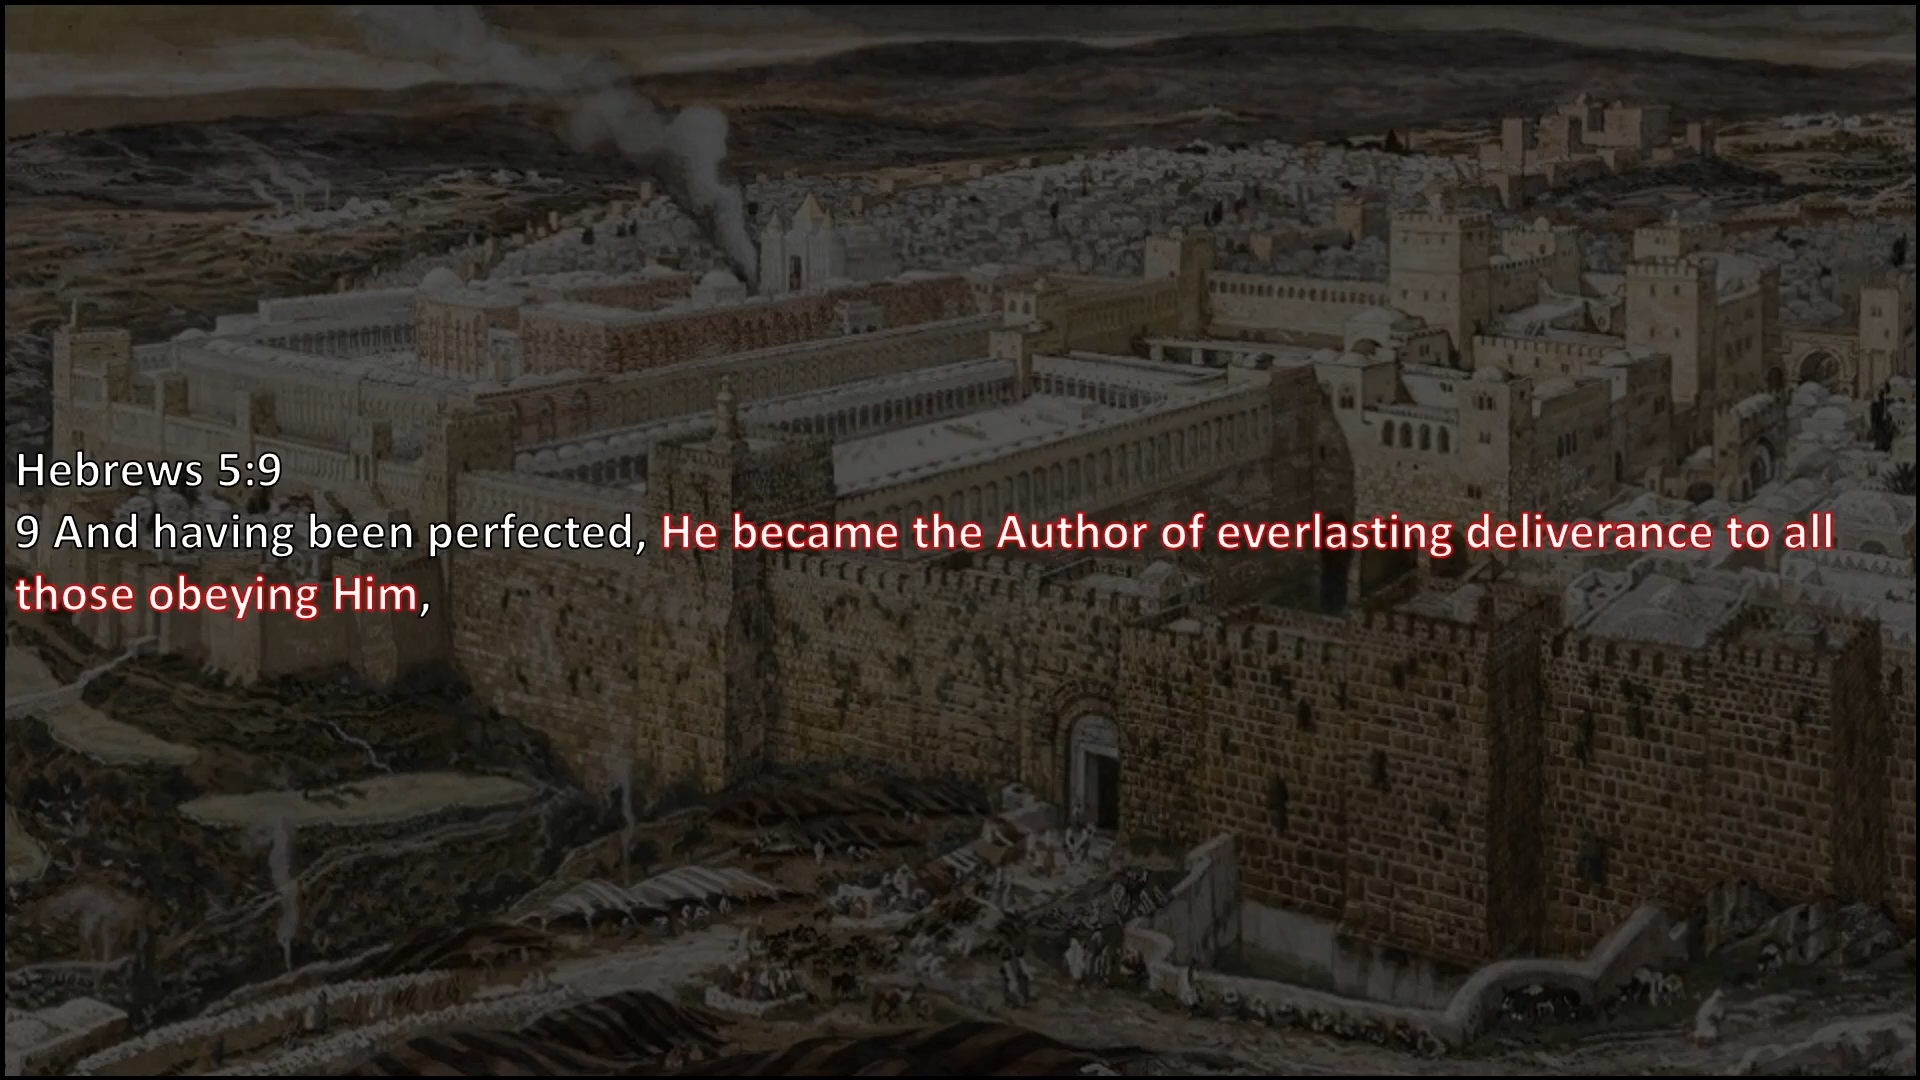 Hebrews 5:9
9 And having been perfected, He became the Author of everlasting deliverance to all
those obeying Him,